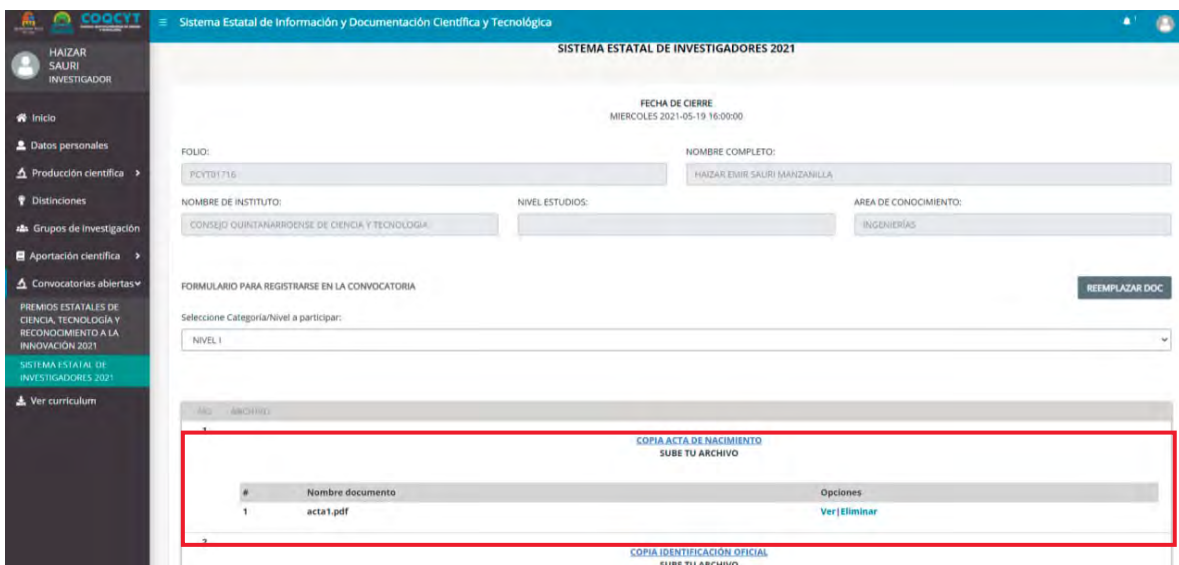 COQCYT
Sistema Estatal de Información y Documentación Científica y Tecnológica
HAIZAR
SAURI
INVESTIGADOR
Inicio
Datos personales
Producción científica
Distinciones
Grupos de investigación
Aportación científica
Convocatorias abiertas
PREMIOS ESTATALES DE
CIENCIA, TECNOLOGÍA Y
RECONOCIMIENTO A LA
INNOVACIÓN 2021
SISTEMA ESTATAL DE
INVESTIGADORES 2021
Ver curriculum
SISTEMA ESTATAL DE INVESTIGADORES 2021
FECHA DE CIERRE
MIERCOLES 2021-05-19 16:00:00
FOLIO:
NOMBRE COMPLETO:
PCYT01716
HAIZAR EMIR SAURI MANZANILLA
NOMBRE DE INSTITUTO:
NIVEL ESTUDIOS:
AREA DE CONOCIMIENTO:
CONSEJO QUINTANARROENSE DE CIENCIA Y TECNOLOGIA
INGENIERÍAS
FORMULARIO PARA REGISTRARSE EN LA CONVOCATORIA
REEMPLAZAR DOC
Seleccione Categoría/Nivel a participar:
NIVEL I
NO. ARCHIVO
1
COPIA ACTA DE NACIMIENTO
SUBE TU ARCHIVO
# Nombre documento Opciones
1 acta1.pdf Ver|Eliminar
2
COPIA IDENTIFICACIÓN OFICIAL
SUBE TU ARCHIVO